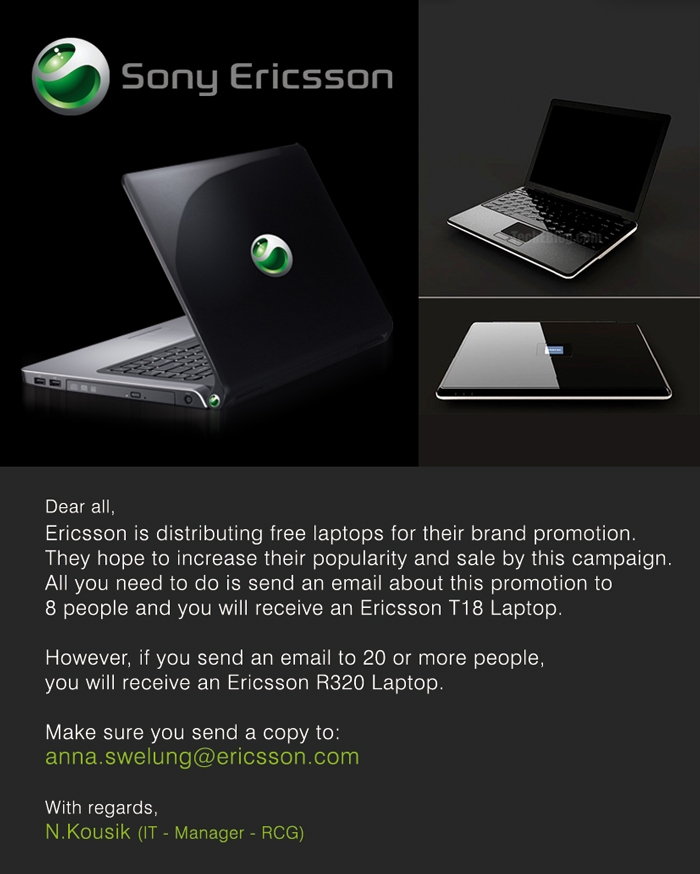 Sony Ericsson
Dear all,
Ericsson is distributing free laptops for their brand promotion.
They hope to increase their popularity and sale by this campaign.
All you need to do is send an email about this promotion to
8 people and you will receive an Ericsson T18 Laptop.
However, if you send an email to 20 or more people,
you will receive an Ericsson R320 Laptop.
Make sure you send a copy to:
anna.swelung@ericsson.com
With regards,
N.Kousik (IT - Manager - RCG)